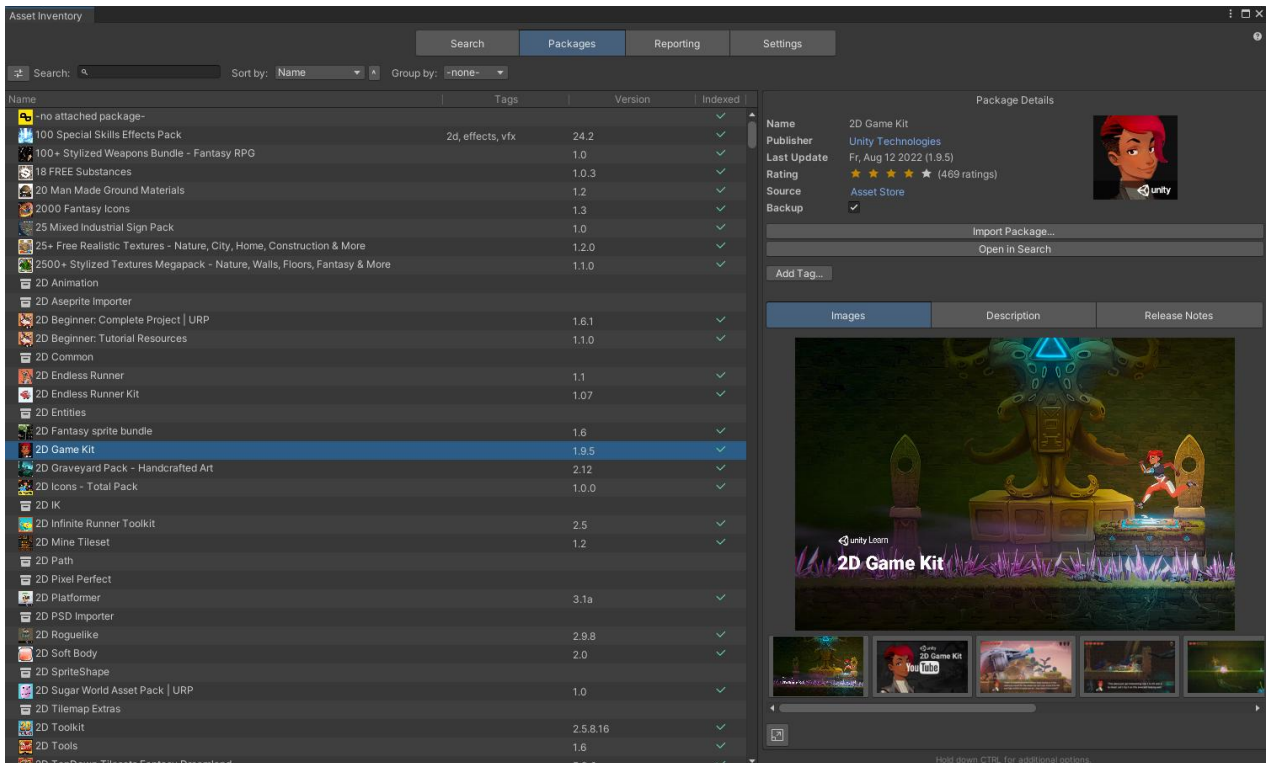 Asset Inventory
Search Packages Reporting Settings
Search: Sort by: Name Group by: -none-
Name Tags Version Indexed
-no attached package-
100 Special Skills Effects Pack 2d, effects, vfx 24.2
100+ Stylized Weapons Bundle - Fantasy RPG 1.0
18 FREE Substances 1.0.3
20 Man Made Ground Materials 1.2
2000 Fantasy Icons 1.3
25 Mixed Industrial Sign Pack 1.0
25+ Free Realistic Textures - Nature, City, Home, Construction & More 1.2.0
2500+ Stylized Textures Megapack - Nature, Walls, Floors, Fantasy & More 1.1.0
2D Animation
2D Aseprite Importer
2D Beginner: Complete Project | URP 1.6.1
2D Beginner: Tutorial Resources 1.1.0
2D Common
2D Endless Runner 1.1
2D Endless Runner Kit 1.07
2D Entities
2D Fantasy sprite bundle 1.6
2D Game Kit 1.9.5
2D Graveyard Pack - Handcrafted Art 2.12
2D Icons - Total Pack 1.0.0
2D IK
2D Infinite Runner Toolkit 2.5
2D Mine Tileset 1.2
2D Path
2D Pixel Perfect
2D Platformer 3.1a
2D PSD Importer
2D Roguelike 2.9.8
2D Soft Body 2.0
2D SpriteShape
2D Sugar World Asset Pack | URP 1.0
2D Tilemap Extras
2D Toolkit 2.5.8.16
2D Tools 1.6
Package Details
Name 2D Game Kit
Publisher Unity Technologies
Last Update Fr, Aug 12 2022 (1.9.5)
Rating (469 ratings)
Source Asset Store
Backup
unity
Import Package...
Open in Search
Add Tag...
Images Description Release Notes
unity Learn
2D Game Kit
unity
2D Game Kit
YouTube
Hold down CTRL for additional options.